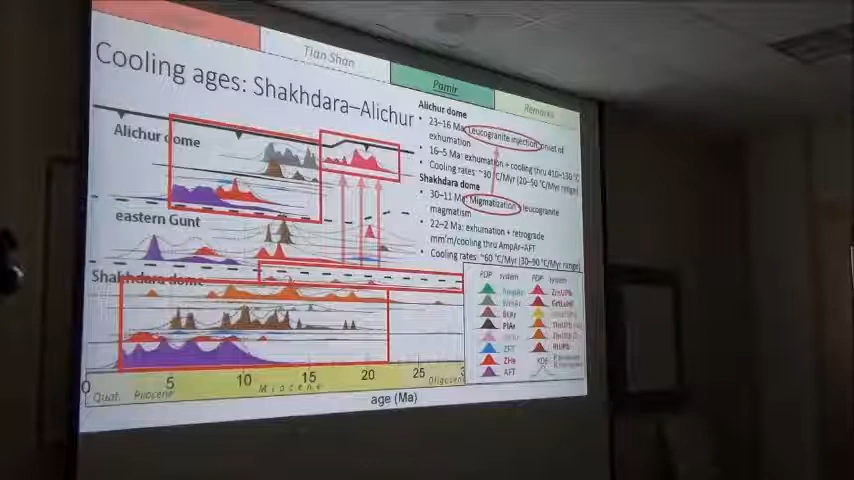 Tian Shan
Pamir
Remarks
Cooling ages: Shakhdara–Alichur
Alichur dome
eastern Gunt
Shakhdara dome
0 5 10 15 20 25
Quat. Pliocene Miocene Oligocene
age (Ma)
Alichur dome
• 23–16 Ma: Leucogranite injection, onset of
exhumation
• 16–5 Ma: exhumation + cooling thru 410–130 °C
• Cooling rates: ~30 °C/Myr (20–50 °C/Myr range)
Shakhdara dome
• 30–11 Ma: Migmatization, leucogranite
magmatism
• 22–2 Ma: exhumation + retrograde
mm'm/cooling thru AmpAr–AFT
• Cooling rates: ~60 °C/Myr (30–90 °C/Myr range)
PDP system PDP system
AmpAr ZrnUPb
BtAr
PlAr
ZFT
ZHe RtUPb
AFT KDE